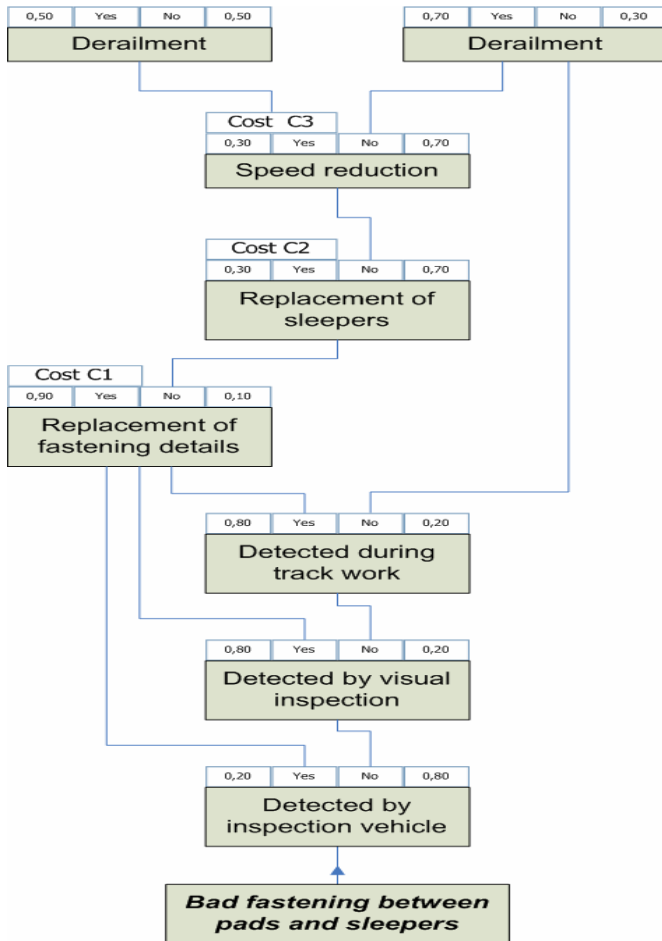 0,50 Yes No 0,50
Derailment
0,70 Yes No 0,30
Derailment
Cost C3
0,30 Yes No 0,70
Speed reduction
Cost C2
0,30 Yes No 0,70
Replacement of
sleepers
Cost C1
0,90 Yes No 0,10
Replacement of
fastening details
0,80 Yes No 0,20
Detected during
track work
0,80 Yes No 0,20
Detected by visual
inspection
0,20 Yes No 0,80
Detected by
inspection vehicle
Bad fastening between
pads and sleepers